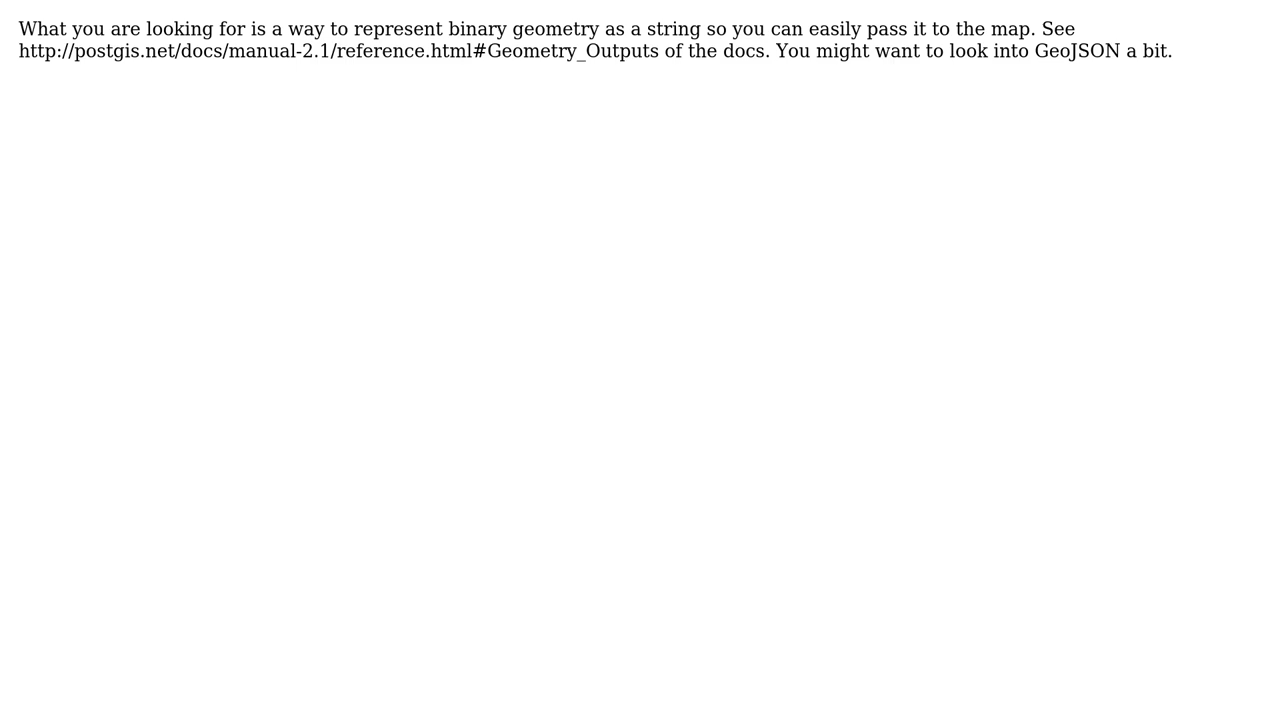 What you are looking for is a way to represent binary geometry as a string so you can easily pass it to the map. See
http://postgis.net/docs/manual-2.1/reference.html#Geometry_Outputs of the docs. You might want to look into GeoJSON a bit.